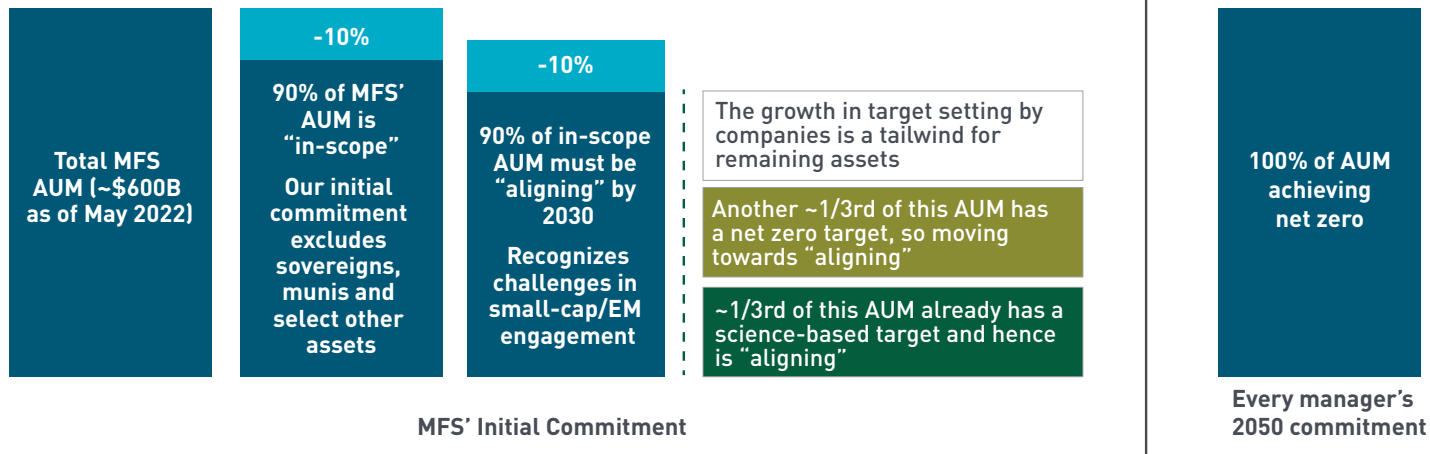 Total MFS
AUM (~$600B
as of May 2022)
-10%
90% of MFS’
AUM is
“in-scope”
Our initial
commitment
excludes
sovereigns,
munis and
select other
assets
-10%
90% of in-scope
AUM must be
“aligning” by
2030
Recognizes
challenges in
small-cap/EM
engagement
The growth in target setting by
companies is a tailwind for
remaining assets
Another ~1/3rd of this AUM has
a net zero target, so moving
towards “aligning”
~1/3rd of this AUM already has a
science-based target and hence
is “aligning”
MFS’ Initial Commitment
100% of AUM
achieving
net zero
Every manager’s
2050 commitment